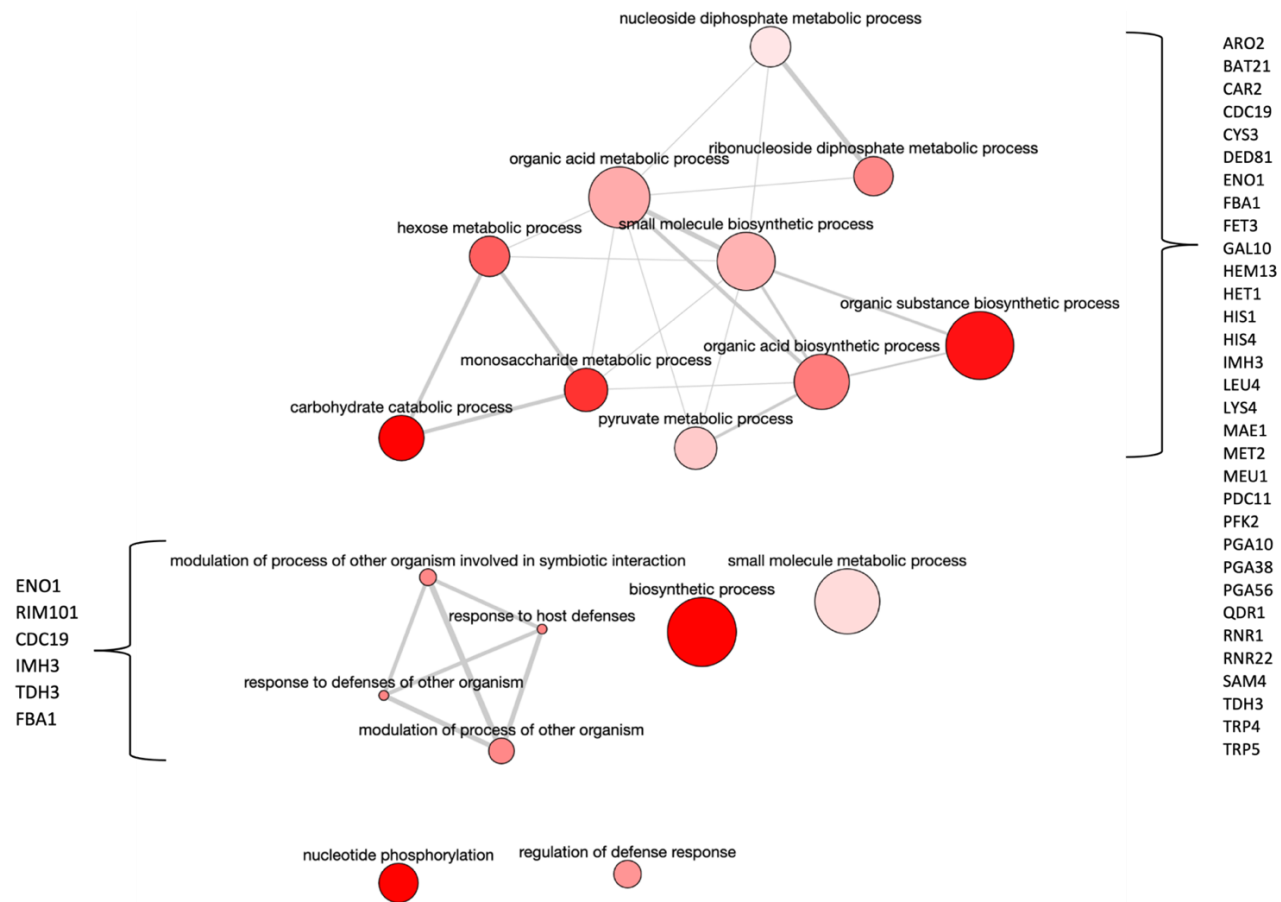 nucleoside diphosphate metabolic process
ribonucleoside diphosphate metabolic process
organic acid metabolic process
small molecule biosynthetic process
hexose metabolic process
organic substance biosynthetic process
organic acid biosynthetic process
monosaccharide metabolic process
carbohydrate catabolic process
pyruvate metabolic process
ARO2
BAT21
CAR2
CDC19
CYS3
DED81
ENO1
FBA1
FET3
GAL10
HEM13
HET1
HIS1
HIS4
IMH3
LEU4
LYS4
MAE1
MET2
MEU1
PDC11
PFK2
PGA10
PGA38
PGA56
QDR1
RNR1
RNR22
SAM4
TDH3
TRP4
TRP5
modulation of process of other organism involved in symbiotic interaction
small molecule metabolic process
biosynthetic process
response to host defenses
response to defenses of other organism
modulation of process of other organism
ENO1
RIM101
CDC19
IMH3
TDH3
FBA1
nucleotide phosphorylation
regulation of defense response